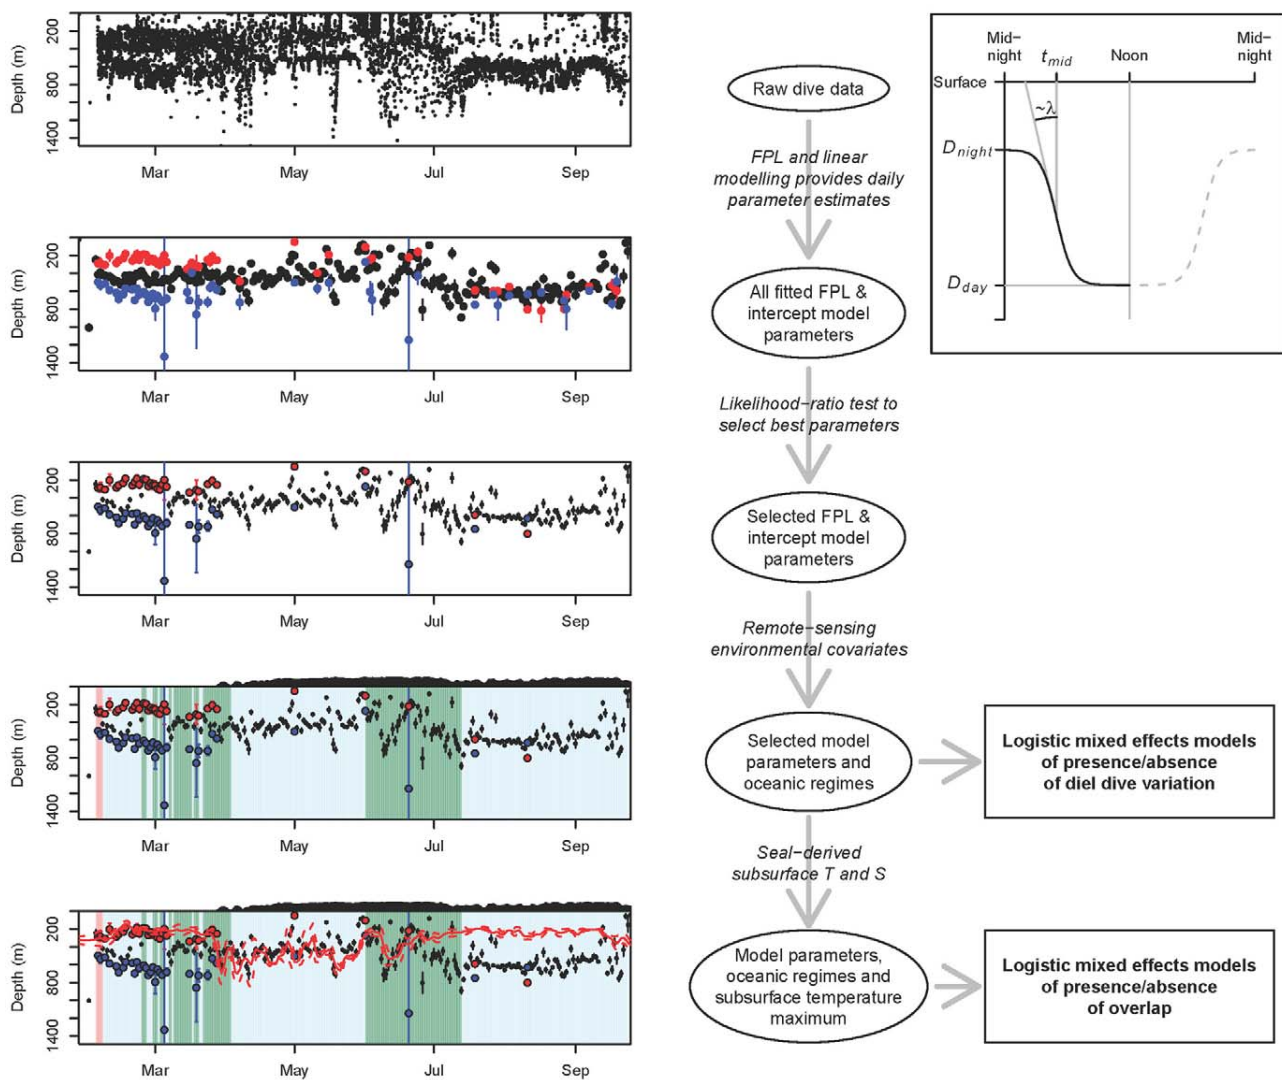 Depth (m)
200
800
1400
Mar
May
Jul
Sep
Depth (m)
200
800
1400
Mar
May
Jul
Sep
Depth (m)
200
800
1400
Mar
May
Jul
Sep
Depth (m)
200
800
1400
Mar
May
Jul
Sep
Depth (m)
200
800
1400
Mar
May
Jul
Sep
Raw dive data
FPL and linear
modelling provides daily
parameter estimates
All fitted FPL &
intercept model
parameters
Likelihood−ratio test to
select best parameters
Selected FPL &
intercept model
parameters
Remote−sensing
environmental covariates
Selected model
parameters and
oceanic regimes
Seal−derived
subsurface T and S
Model parameters,
oceanic regimes and
subsurface temperature
maximum
Mid−
night
t_mid
Noon
Mid−
night
Surface
~λ
D_night
D_day
Logistic mixed effects models
of presence/absence
of diel dive variation
Logistic mixed effects models
of presence/absence
of overlap